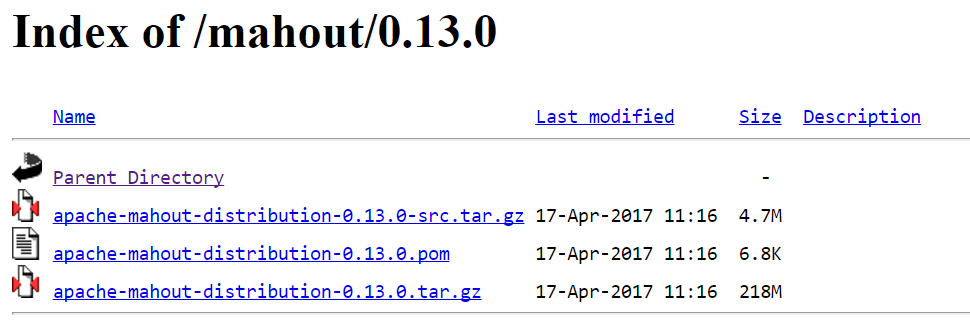 Index of /mahout/0.13.0
Name Last modified Size Description
Parent Directory -
apache-mahout-distribution-0.13.0-src.tar.gz 17-Apr-2017 11:16 4.7M
apache-mahout-distribution-0.13.0.pom 17-Apr-2017 11:16 6.8K
apache-mahout-distribution-0.13.0.tar.gz 17-Apr-2017 11:16 218M